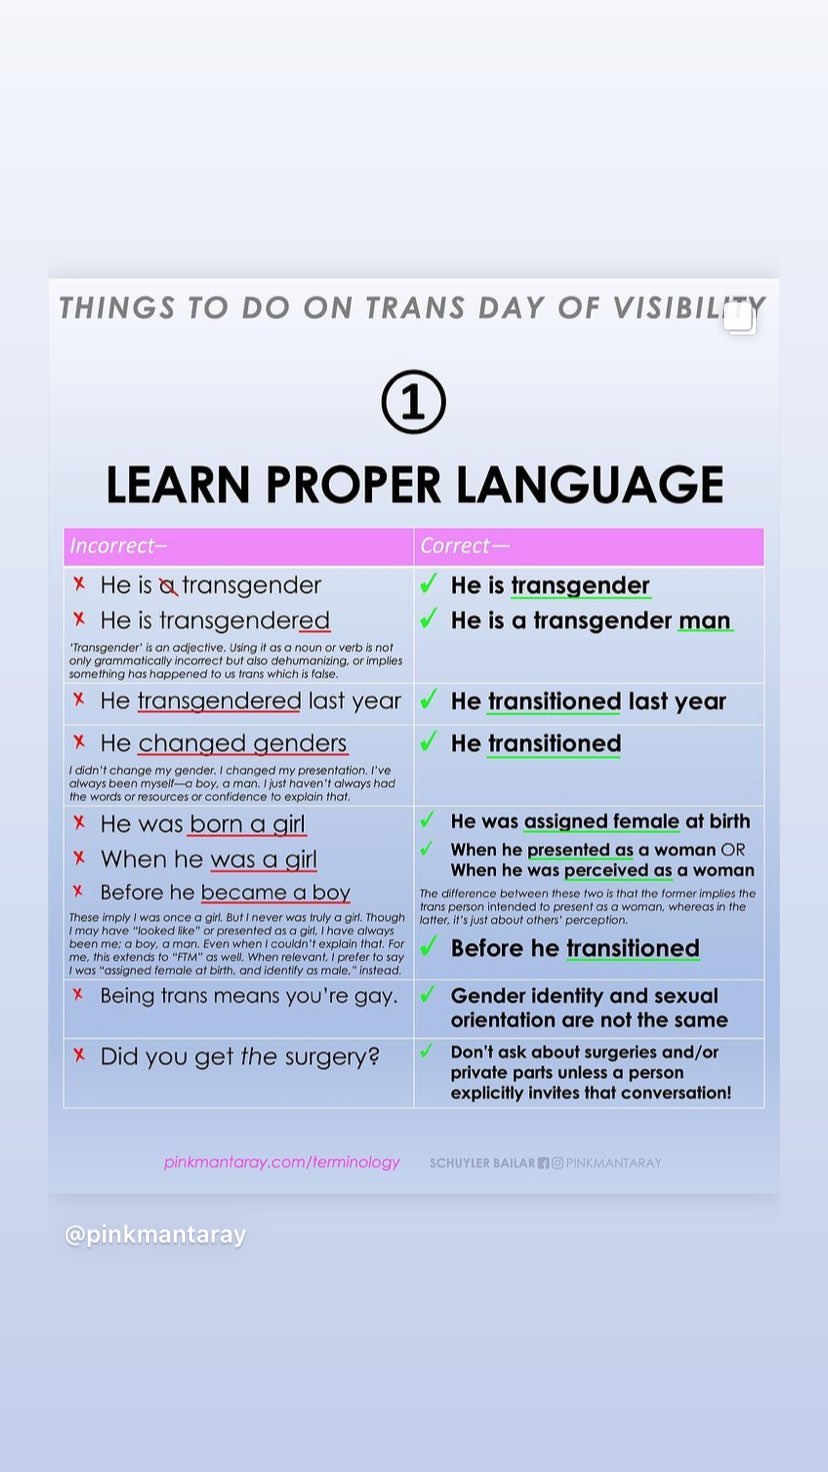 THINGS TO DO ON TRANS DAY OF VISIBILITY
1
LEARN PROPER LANGUAGE
Incorrect–
Correct—
x He is a transgender
✓ He is transgender
x He is transgendered
✓ He is a transgender man
'Transgender' is an adjective. Using it as a noun or verb is not
only grammatically incorrect but also dehumanizing, or implies
something has happened to us trans which is false.
x He transgendered last year
✓ He transitioned last year
x He changed genders
✓ He transitioned
I didn't change my gender. I changed my presentation. I've
always been myself—a boy, a man. I just haven't always had
the words or resources or confidence to explain that.
x He was born a girl
x When he was a girl
x Before he became a boy
These imply I was once a girl. But I never was truly a girl. Though
I may have "looked like" or presented as a girl, I have always
been me; a boy, a man. Even when I couldn't explain that. For
me, this extends to "FTM" as well. When relevant, I prefer to say
I was "assigned female at birth, and identify as male," instead.
✓ He was assigned female at birth
✓ When he presented as a woman OR
When he was perceived as a woman
The difference between these two is that the former implies the
trans person intended to present as a woman, whereas in the
latter, it's just about others' perception.
✓ Before he transitioned
x Being trans means you're gay.
✓ Gender identity and sexual
orientation are not the same
x Did you get the surgery?
✓ Don't ask about surgeries and/or
private parts unless a person
explicitly invites that conversation!
pinkmantaray.com/terminology
SCHUYLER BAILAR PINKMANTARAY
@pinkmantaray